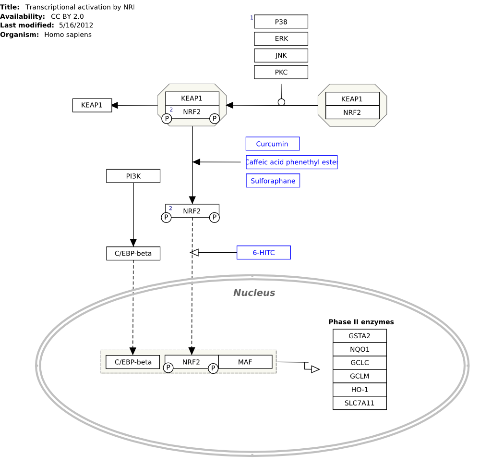 Title: Transcriptional activation by NRI
Availability: CC BY 2.0
Last modified: 5/16/2012
Organism: Homo sapiens
1
P38
ERK
JNK
PKC
KEAP1
KEAP1
2
NRF2
P
P
KEAP1
NRF2
Curcumin
Caffeic acid phenethyl ester
Sulforaphane
PI3K
2
NRF2
P
P
C/EBP-beta
6-HITC
Nucleus
Phase II enzymes
GSTA2
NQO1
GCLC
GCLM
HO-1
SLC7A11
C/EBP-beta
NRF2
MAF
P
P